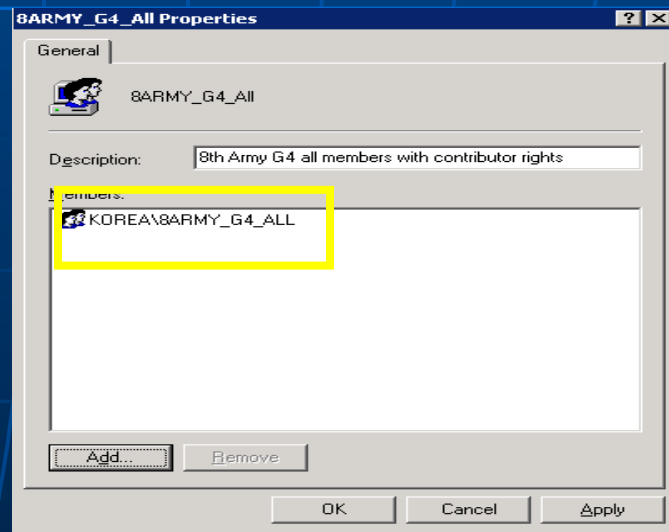 8ARMY_G4_All Properties
General
8ARMY_G4_All
Description: 8th Army G4 all members with contributor rights
Members:
KOREA\8ARMY_G4_ALL
Add... Remove
OK Cancel Apply